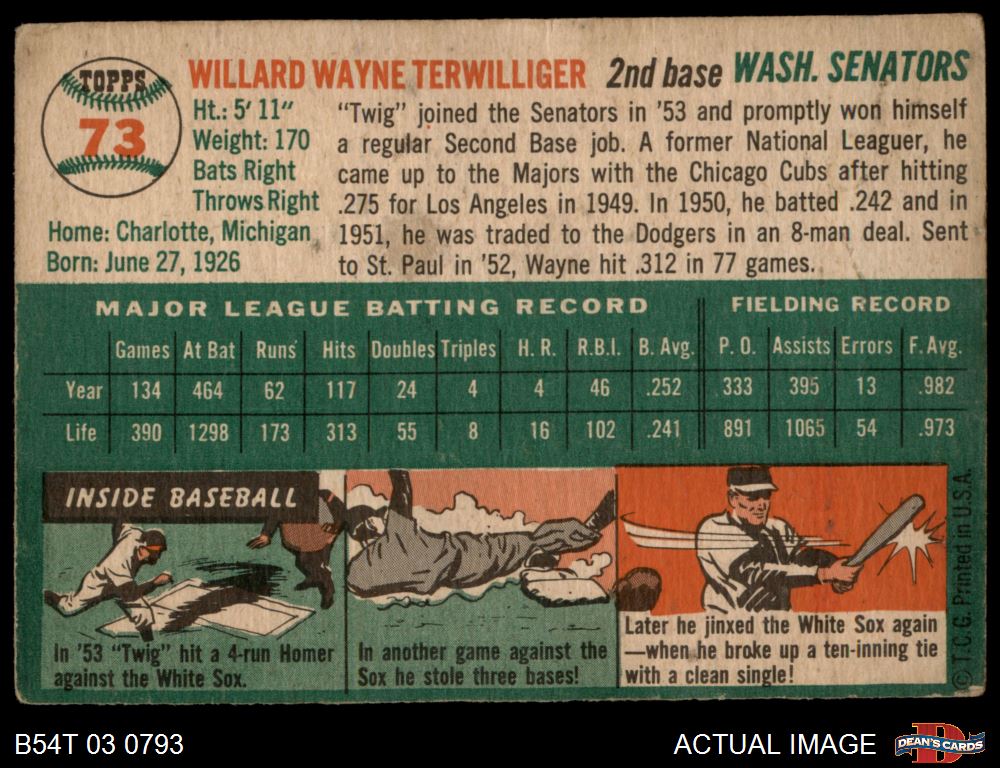 TOPPS
73
WILLARD WAYNE TERWILLIGER 2nd base WASH. SENATORS
Ht.: 5' 11"
Weight: 170
Bats Right
Throws Right
Home: Charlotte, Michigan
Born: June 27, 1926
"Twig" joined the Senators in '53 and promptly won himself
a regular Second Base job. A former National Leaguer, he
came up to the Majors with the Chicago Cubs after hitting
.275 for Los Angeles in 1949. In 1950, he batted .242 and in
1951, he was traded to the Dodgers in an 8-man deal. Sent
to St. Paul in '52, Wayne hit .312 in 77 games.
MAJOR LEAGUE BATTING RECORD FIELDING RECORD
Games At Bat Runs Hits Doubles Triples H. R. R.B.I. B. Avg. P. O. Assists Errors F. Avg.
Year 134 464 62 117 24 4 4 46 .252 333 395 13 .982
Life 390 1298 173 313 55 8 16 102 .241 891 1065 54 .973
INSIDE BASEBALL
In '53 "Twig" hit a 4-run Homer
against the White Sox.
In another game against the
Sox he stole three bases!
Later he jinxed the White Sox again
—when he broke up a ten-inning tie
with a clean single!
© T.C.G. Printed in U.S.A.
B54T 03 0793
ACTUAL IMAGE
DEAN'S CARDS